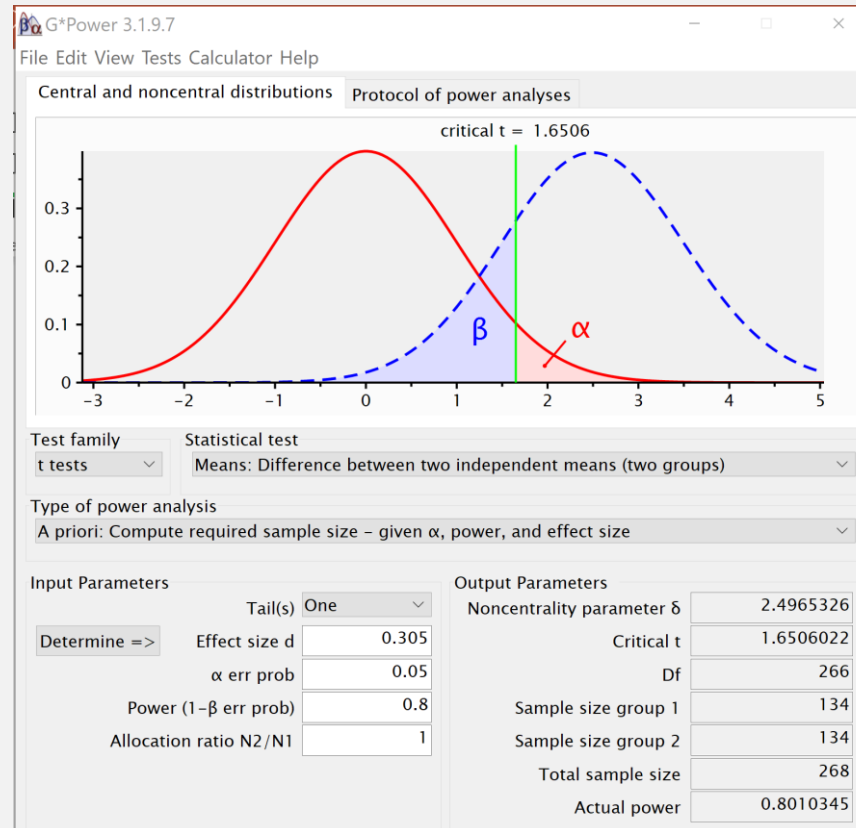 G*Power 3.1.9.7
File Edit View Tests Calculator Help
Central and noncentral distributions
Protocol of power analyses
critical t = 1.6506
0.3
0.2
0.1
0
β
α
-3 -2 -1 0 1 2 3 4 5
Test family
t tests
Statistical test
Means: Difference between two independent means (two groups)
Type of power analysis
A priori: Compute required sample size – given α, power, and effect size
Input Parameters
Tail(s) One
Determine => Effect size d 0.305
α err prob 0.05
Power (1-β err prob) 0.8
Allocation ratio N2/N1 1
Output Parameters
Noncentrality parameter δ 2.4965326
Critical t 1.6506022
Df 266
Sample size group 1 134
Sample size group 2 134
Total sample size 268
Actual power 0.8010345